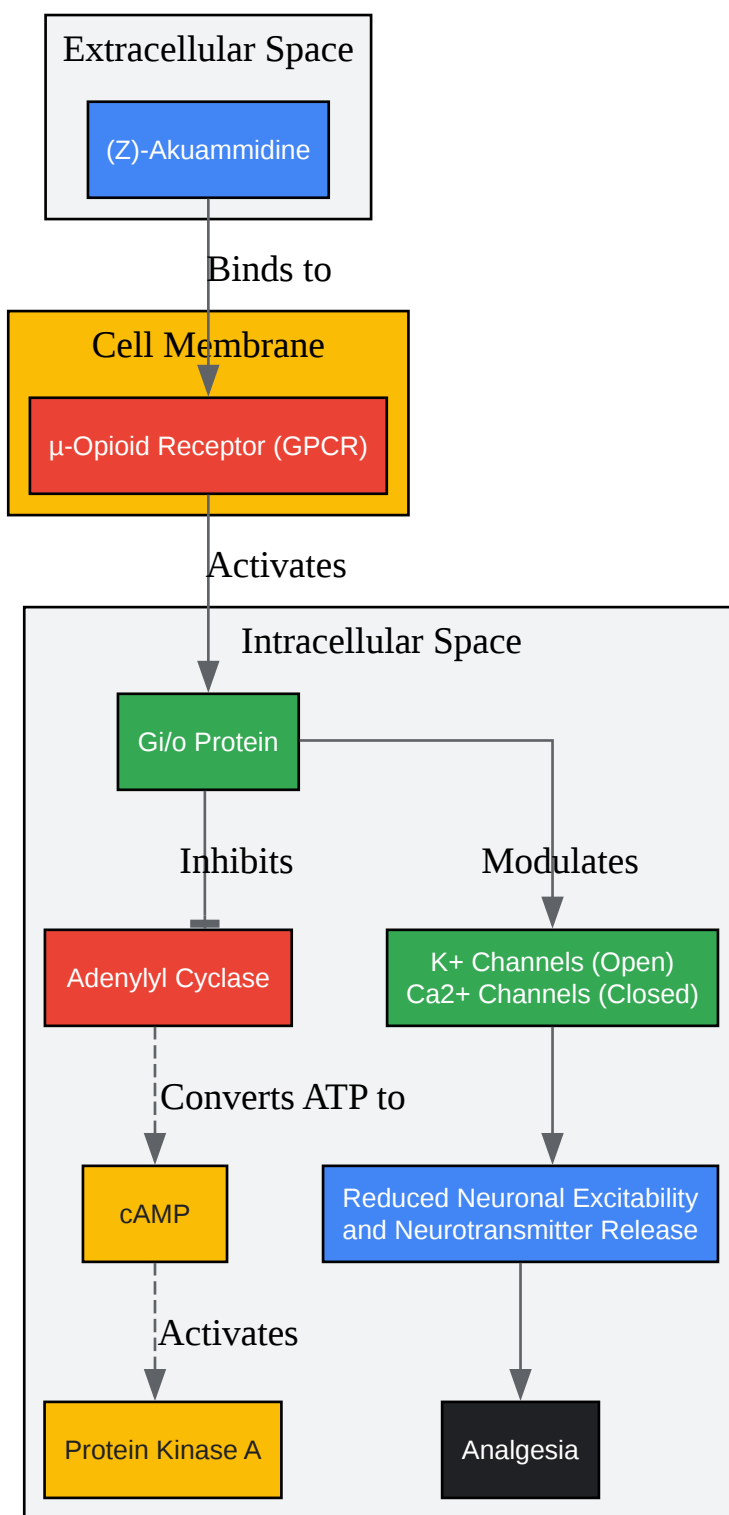 Extracellular Space
(Z)-Akuammidine
Binds to
Cell Membrane
µ-Opioid Receptor (GPCR)
Activates
Intracellular Space
Gi/o Protein
Inhibits
Modulates
Adenylyl Cyclase
K+ Channels (Open)
Ca2+ Channels (Closed)
Converts ATP to
cAMP
Reduced Neuronal Excitability
and Neurotransmitter Release
Activates
Protein Kinase A
Analgesia